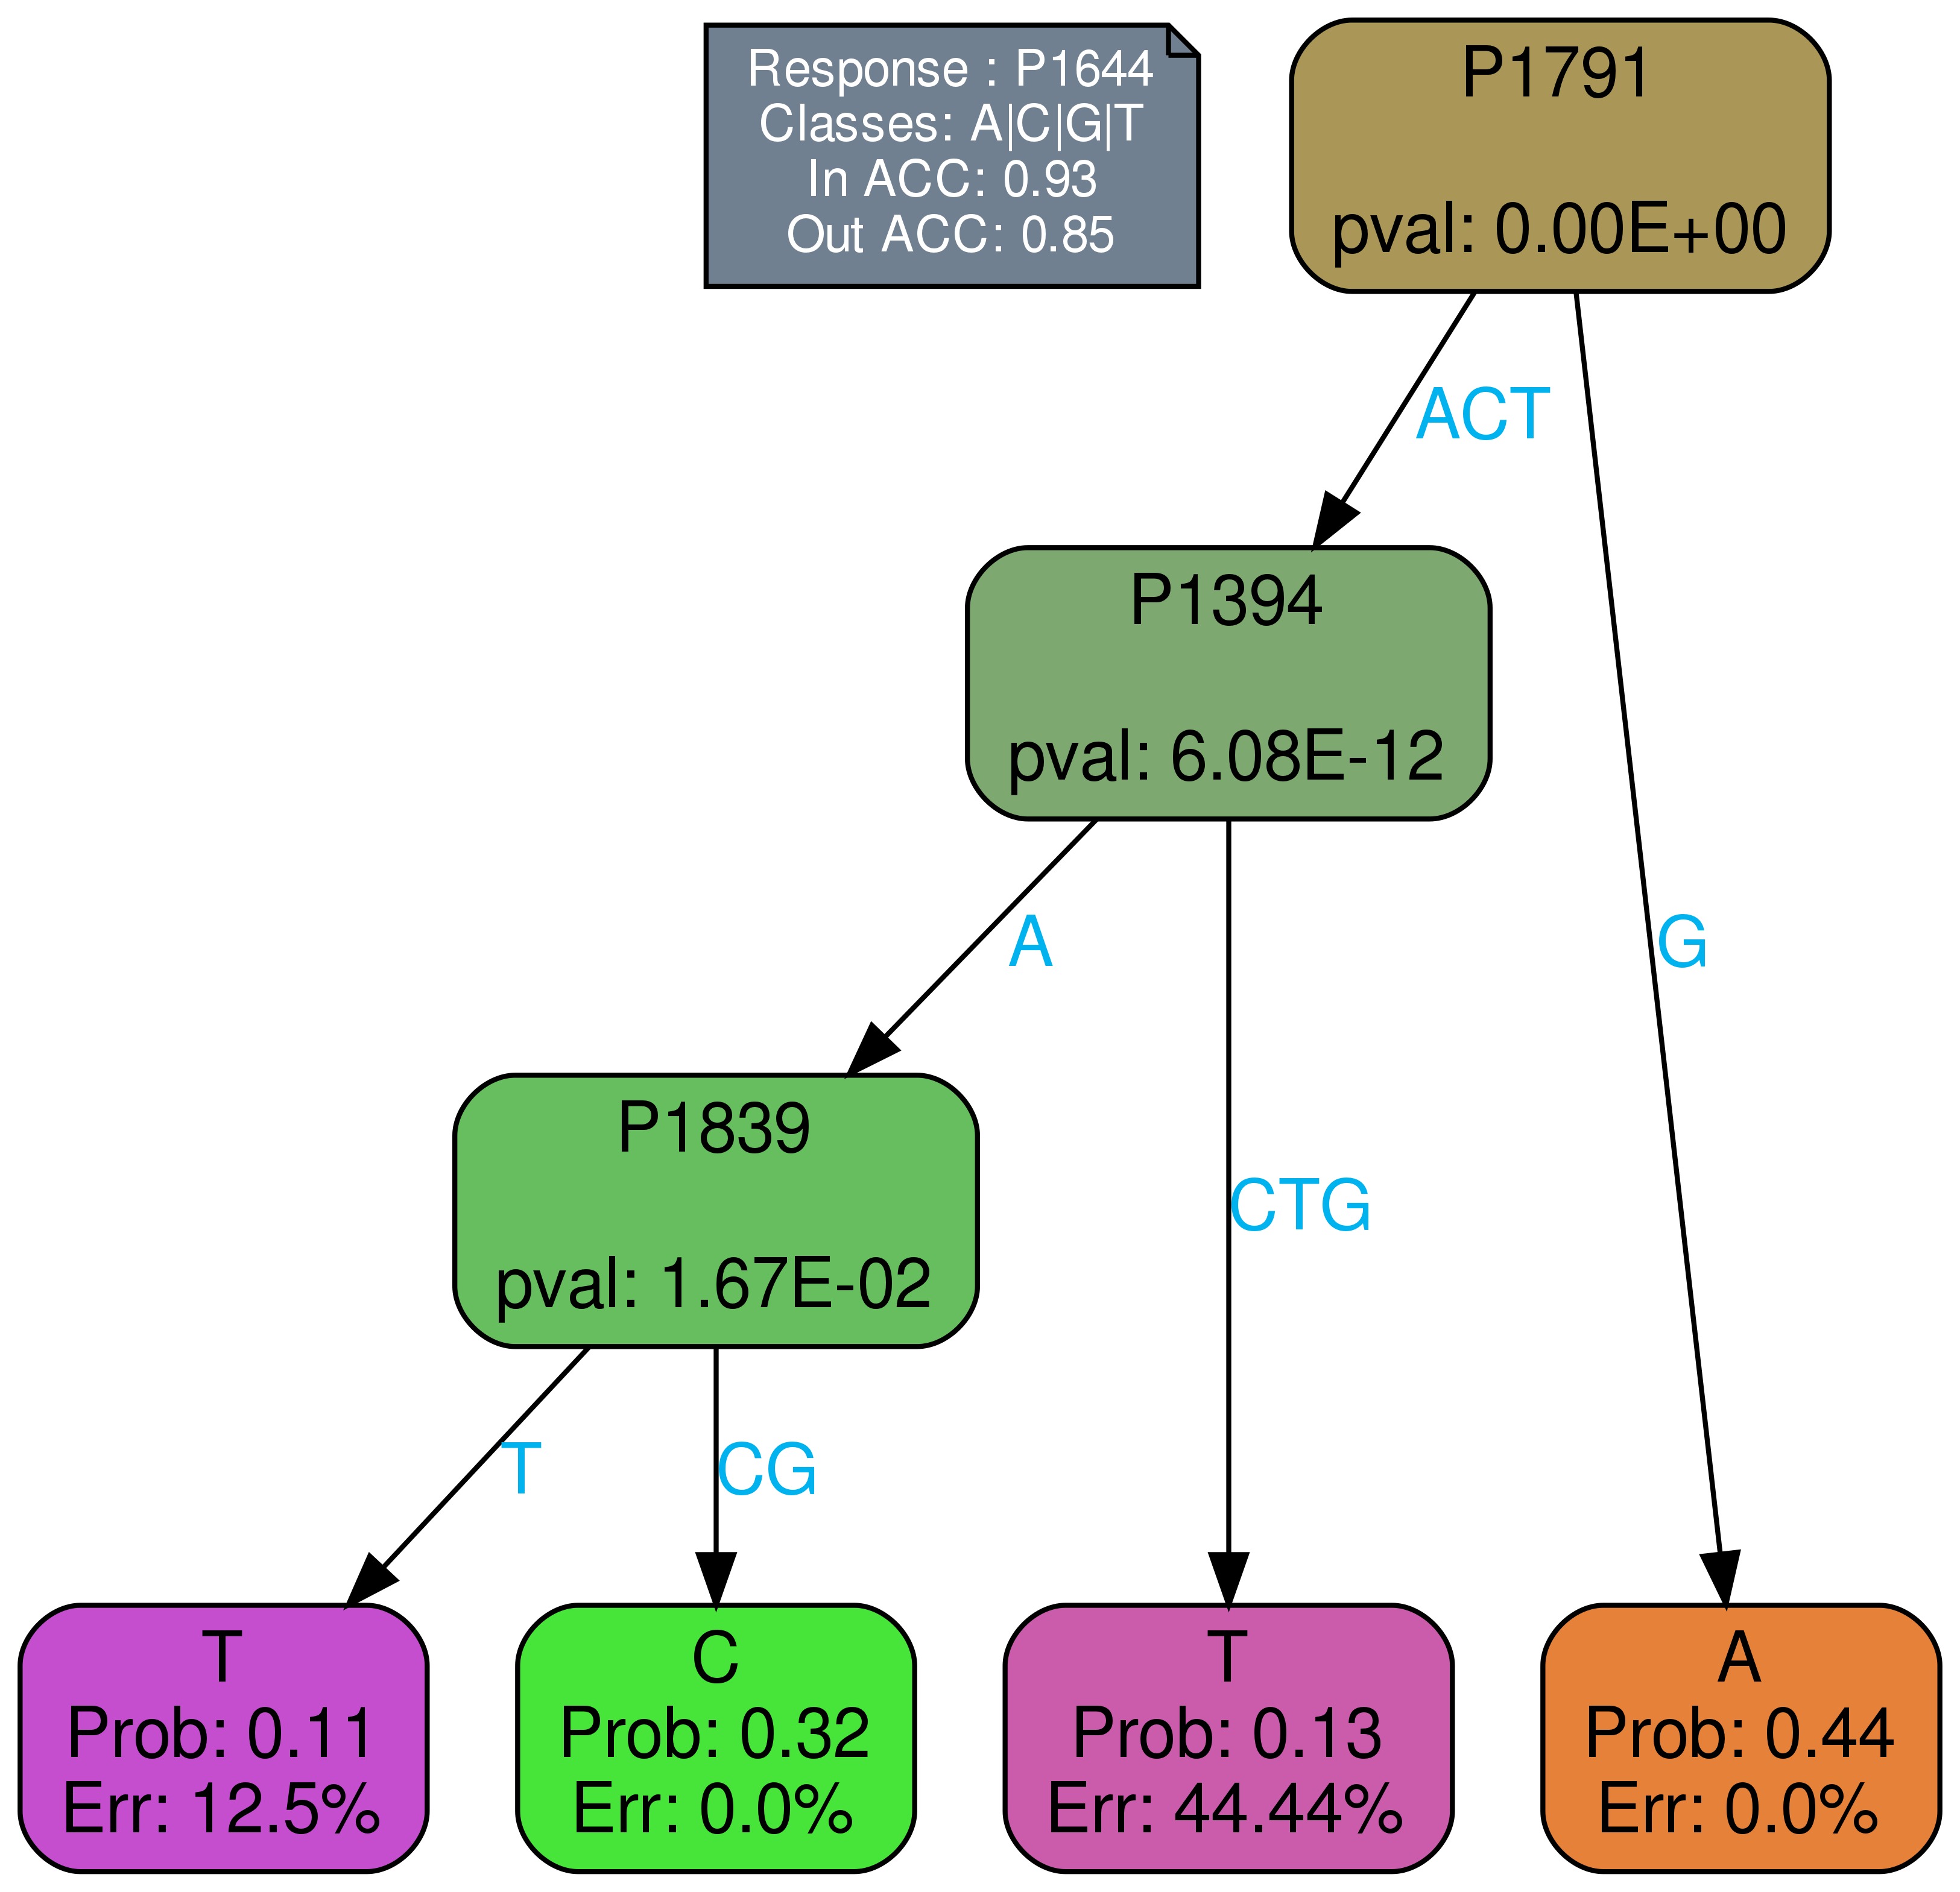 Response : P1644
Classes: A|C|G|T
In ACC: 0.93
Out ACC: 0.85
P1791
pval: 0.00E+00
ACT
P1394
pval: 6.08E-12
A
G
P1839
pval: 1.67E-02
CTG
T
CG
T
Prob: 0.11
Err: 12.5%
C
Prob: 0.32
Err: 0.0%
T
Prob: 0.13
Err: 44.44%
A
Prob: 0.44
Err: 0.0%